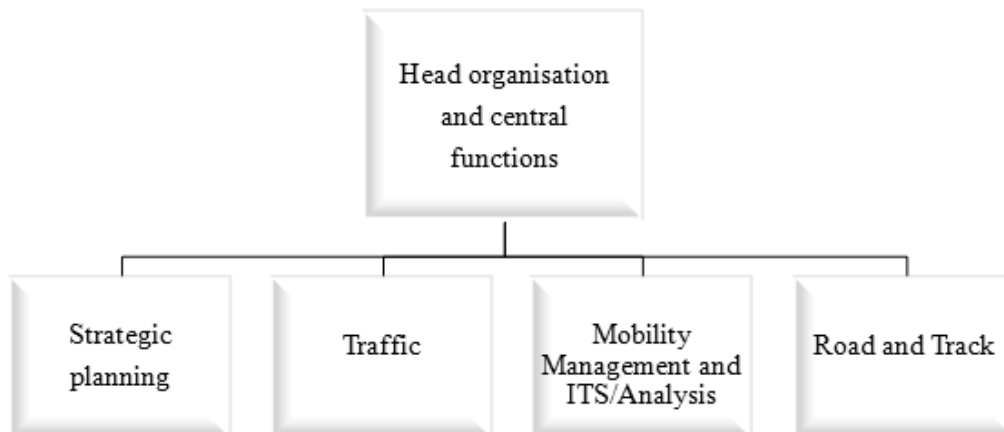 Head organisation
and central
functions
Strategic
planning
Traffic
Mobility
Management and
ITS/Analysis
Road and Track